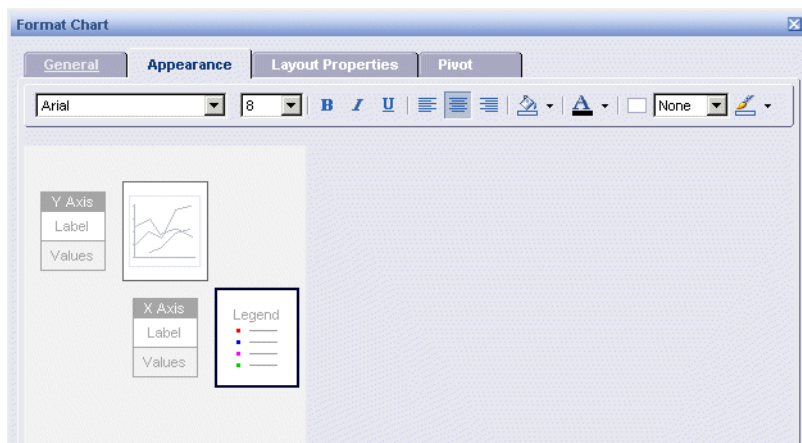 Format Chart
General Appearance Layout Properties Pivot
Arial 8 B I U A None
Y Axis
Label
Values
X Axis
Label
Values
Legend